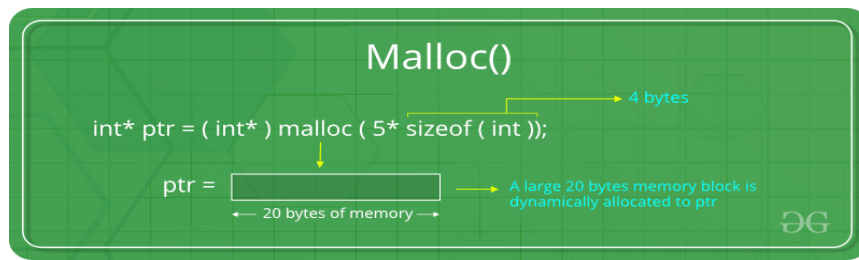 Malloc()
4 bytes
int* ptr = ( int* ) malloc ( 5* sizeof ( int ));
ptr =
A large 20 bytes memory block is
dynamically allocated to ptr
20 bytes of memory